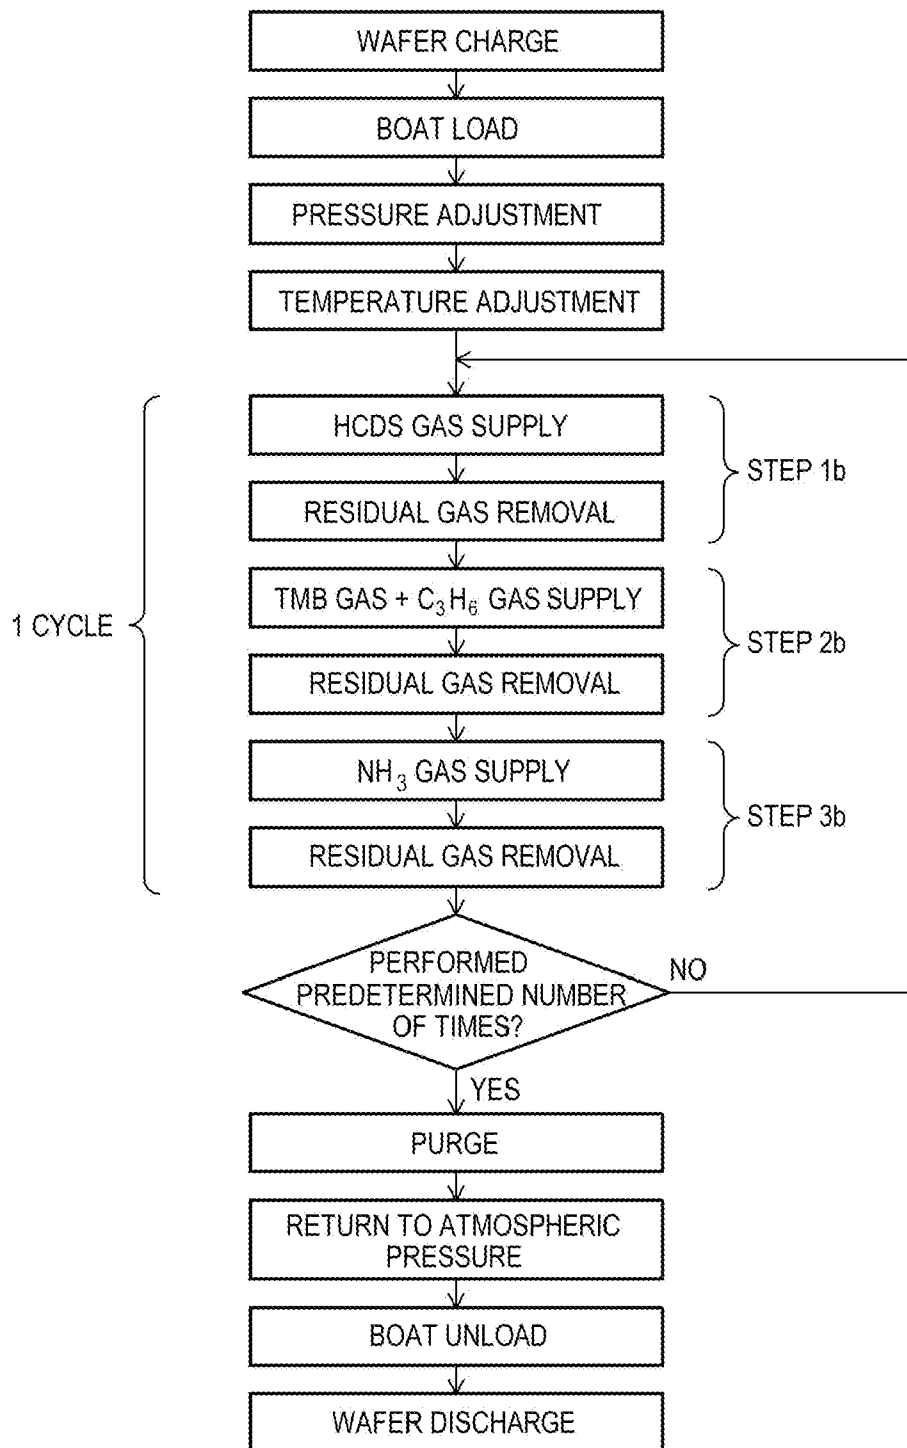 WAFER CHARGE
BOAT LOAD
PRESSURE ADJUSTMENT
TEMPERATURE ADJUSTMENT
HCDS GAS SUPPLY
STEP 1b
RESIDUAL GAS REMOVAL
TMB GAS + C₃H₆ GAS SUPPLY
1 CYCLE
STEP 2b
RESIDUAL GAS REMOVAL
NH₃ GAS SUPPLY
STEP 3b
RESIDUAL GAS REMOVAL
PERFORMED
PREDETERMINED NUMBER
OF TIMES?
NO
YES
PURGE
RETURN TO ATMOSPHERIC
PRESSURE
BOAT UNLOAD
WAFER DISCHARGE